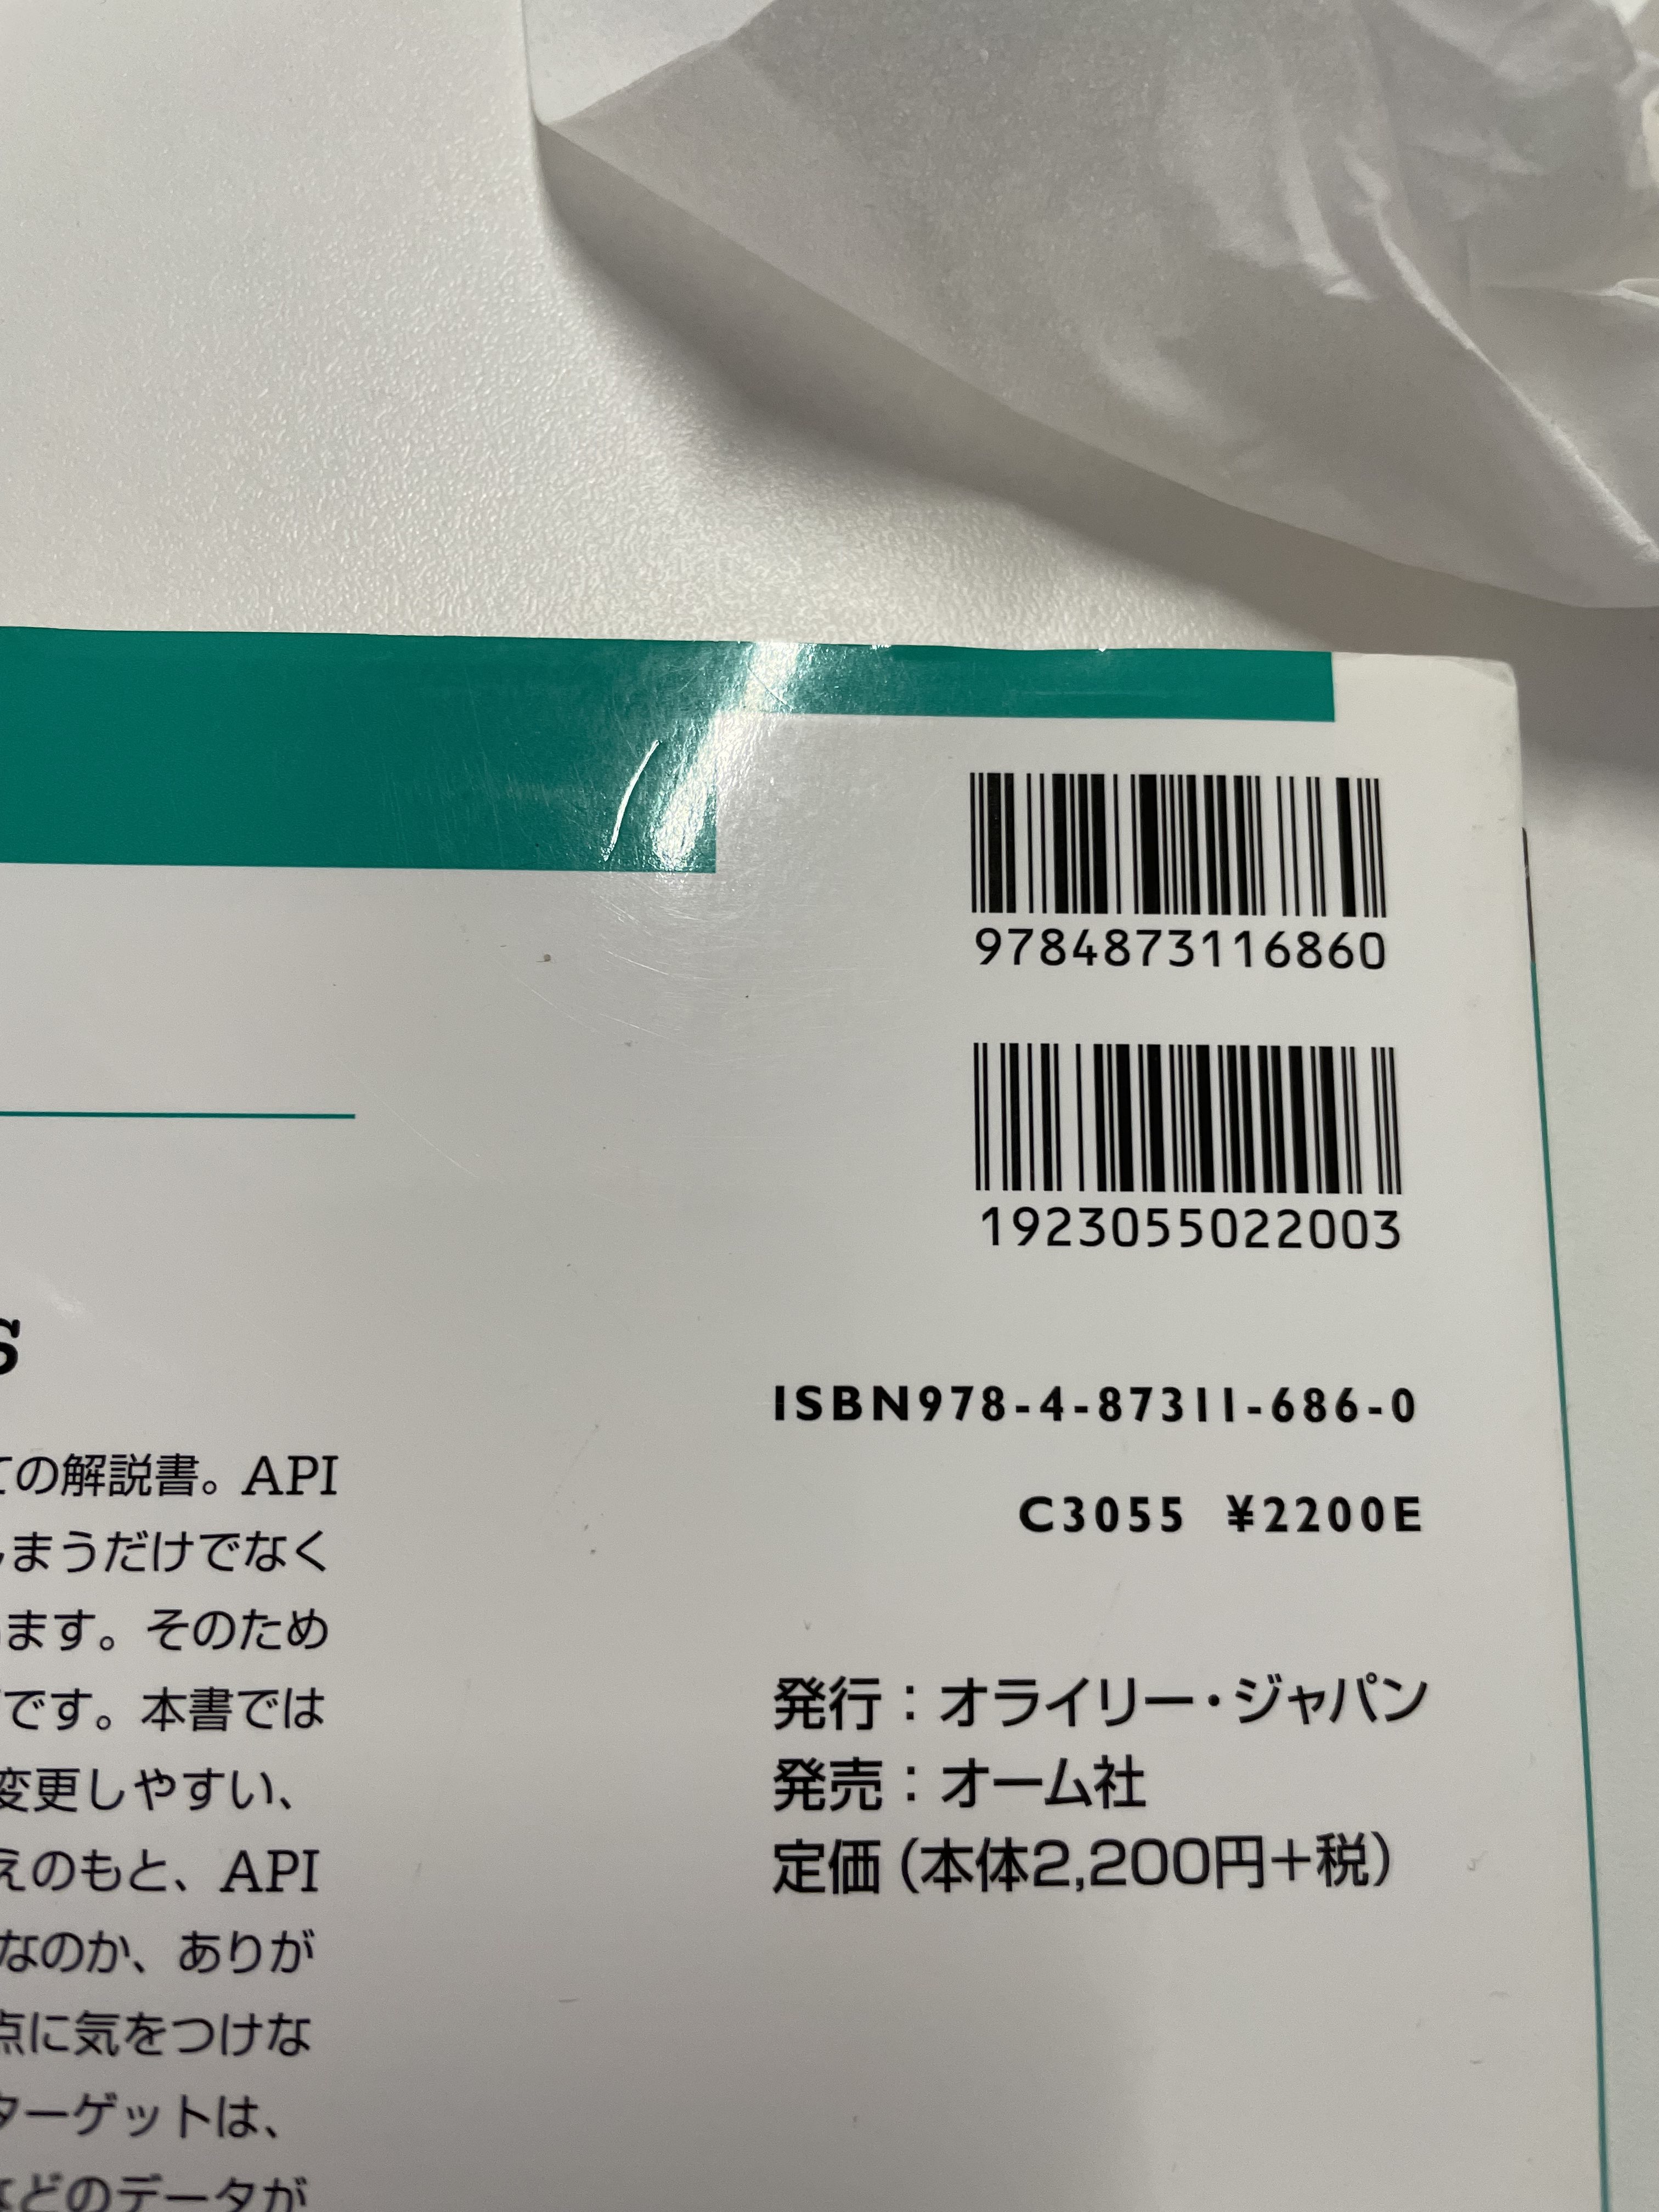 9784873116860
1923055022003
ISBN978-4-87311-686-0
C3055 ¥2200E
発行：オライリー・ジャパン
発売：オーム社
定価（本体2,200円＋税）
s
ての解説書。API
しまうだけでなく
ます。そのため
です。本書では
変更しやすい、
えのもと、API
なのか、ありが
点に気をつけな
ターゲットは、
などのデータが